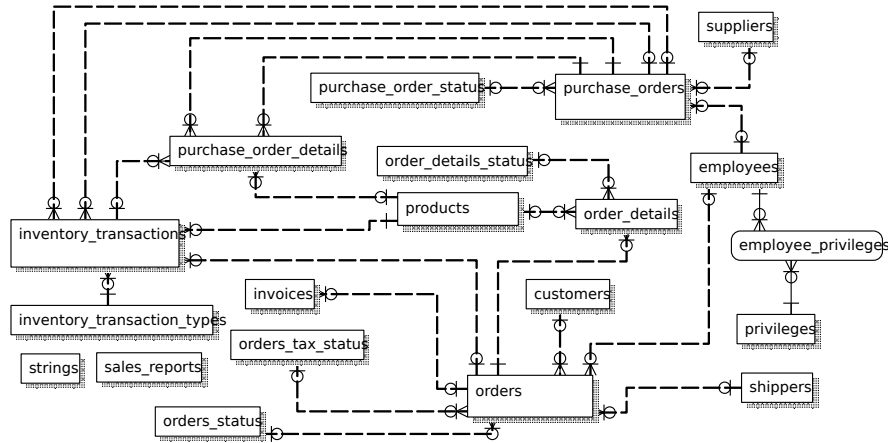 suppliers
purchase_order_status
purchase_orders
purchase_order_details
order_details_status
employees
products
order_details
inventory_transactions
employee_privileges
invoices
customers
inventory_transaction_types
privileges
orders_tax_status
strings
sales_reports
orders
shippers
orders_status